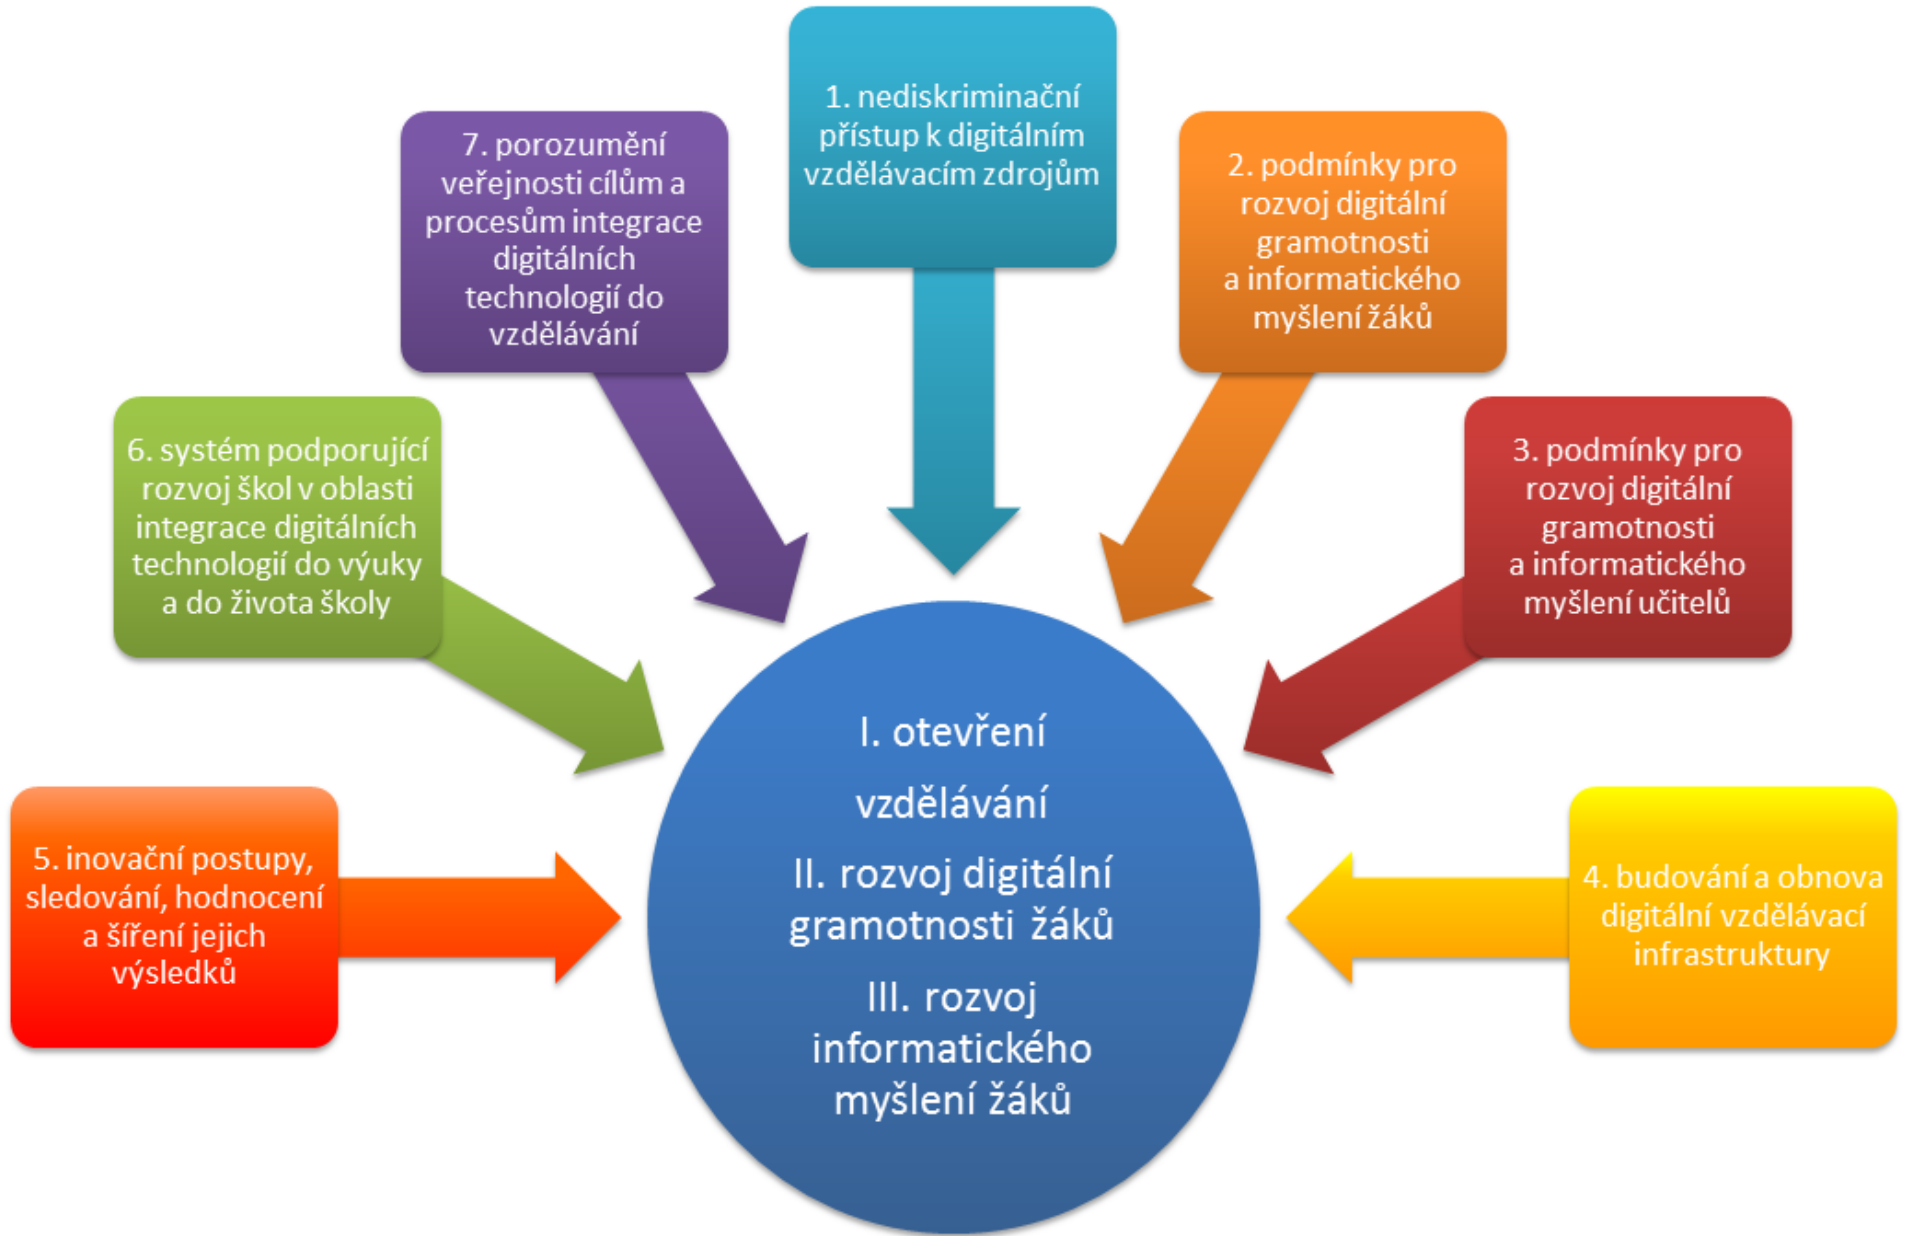 1. nediskriminační
přístup k digitálním
vzdělávacím zdrojům
2. podmínky pro
rozvoj digitální
gramotnosti
a informatického
myšlení žáků
3. podmínky pro
rozvoj digitální
gramotnosti
a informatického
myšlení učitelů
4. budování a obnova
digitální vzdělávací
infrastruktury
5. inovační postupy,
sledování, hodnocení
a šíření jejich
výsledků
6. systém podporující
rozvoj škol v oblasti
integrace digitálních
technologií do výuky
a do života školy
7. porozumění
veřejnosti cílům a
procesům integrace
digitálních
technologií do
vzdělávání
I. otevření
vzdělávání
II. rozvoj digitální
gramotnosti žáků
III. rozvoj
informatického
myšlení žáků